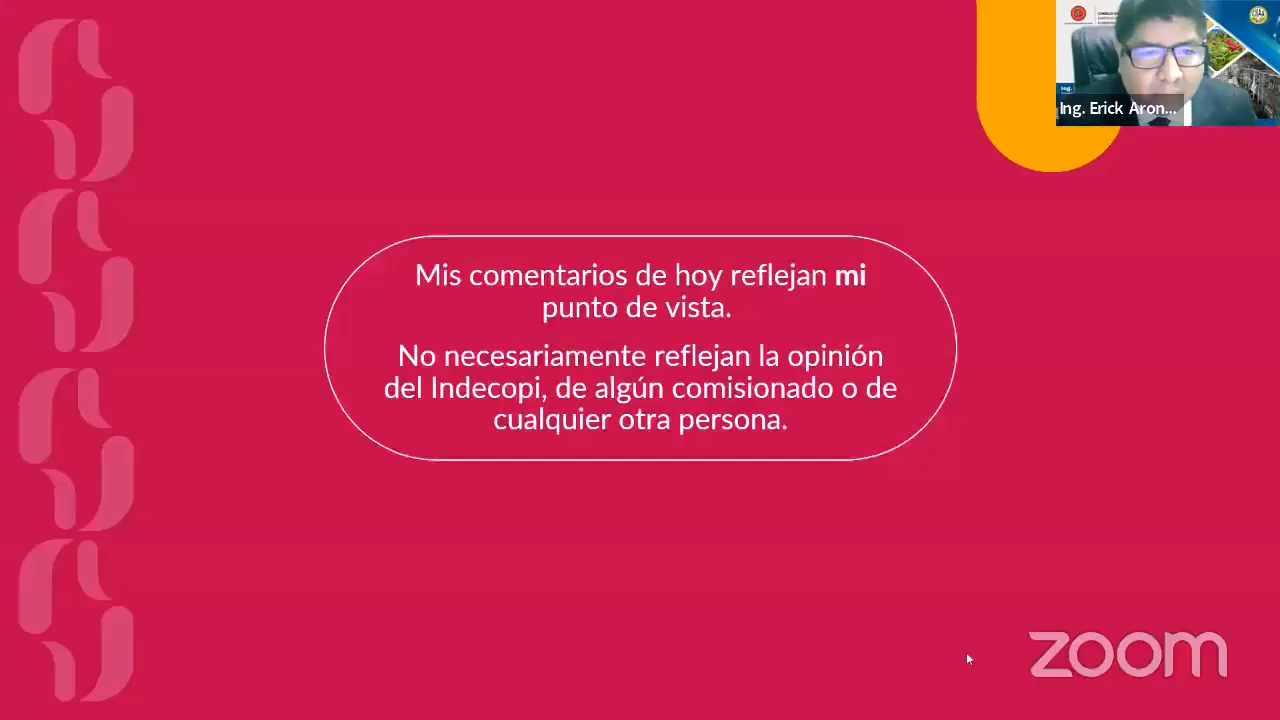 Ing. Erick Aron...
Mis comentarios de hoy reflejan mi
punto de vista.
No necesariamente reflejan la opinión
del Indecopi, de algún comisionado o de
cualquier otra persona.
zoom